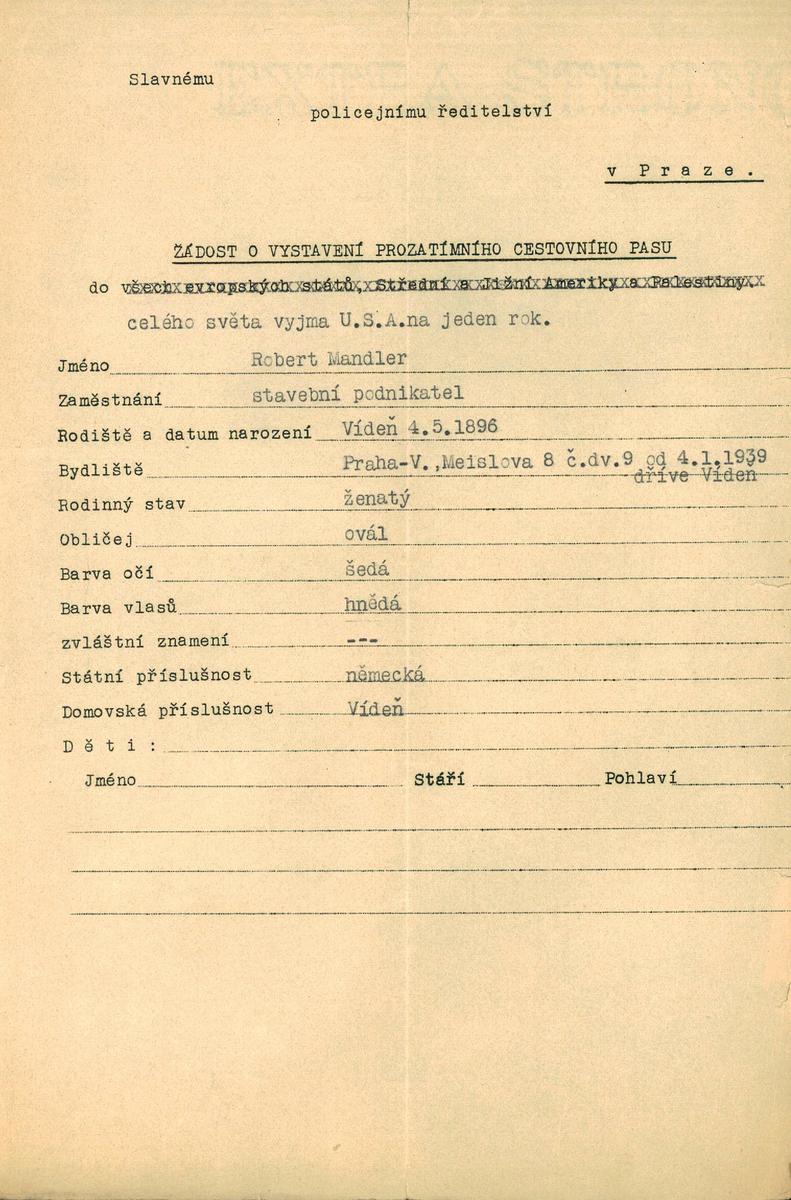 Slavnému
policejnímu ředitelství
v Praze.
ŽÁDOST O VYSTAVENÍ PROZATÍMNÍHO CESTOVNÍHO PASU
do všech evropských států, Střední a Jižní Ameriky a Palestiny.
celého světa vyjma U.S.A.na jeden rok.
Jméno Robert Mandler
Zaměstnání stavební podnikatel
Rodiště a datum narození Vídeň 4.5.1896
Bydliště Praha-V.,Meislova 8 č.dv.9 od 4.1.1939
dříve Vídeň
Rodinný stav ženatý
Obličej ovál
Barva očí šedá
Barva vlasů hnědá
zvláštní znamení ---
Státní příslušnost německá
Domovská příslušnost Vídeň
Děti:
Jméno Stáří Pohlaví